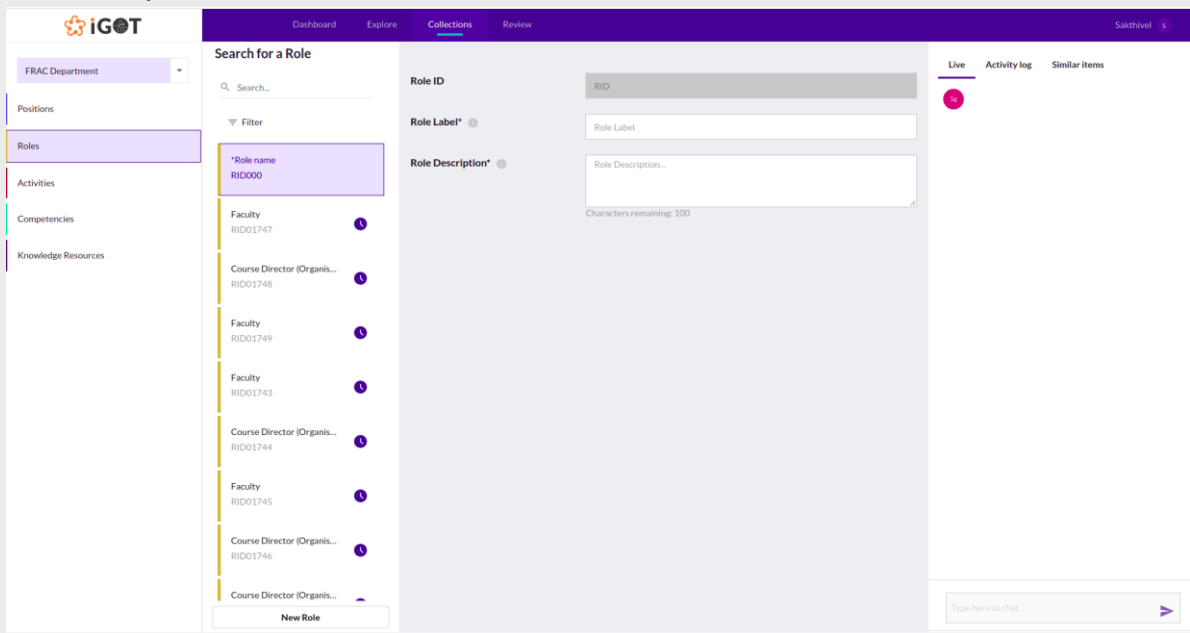 iGOT
Dashboard
Explore
Collections
Review
Sakthivel
s
FRAC Department
Positions
Roles
Activities
Competencies
Knowledge Resources
Search for a Role
Search...
Filter
*Role name
RID000
Faculty
RID01747
Course Director (Organis...
RID01748
Faculty
RID01749
Faculty
RID01743
Course Director (Organis...
RID01744
Faculty
RID01745
Course Director (Organis...
RID01746
Course Director (Organis...
New Role
Role ID
RID
Role Label*
Role Label
Role Description*
Role Description...
Characters remaining: 100
Live
Activity log
Similar items
Sg
Type here to chat